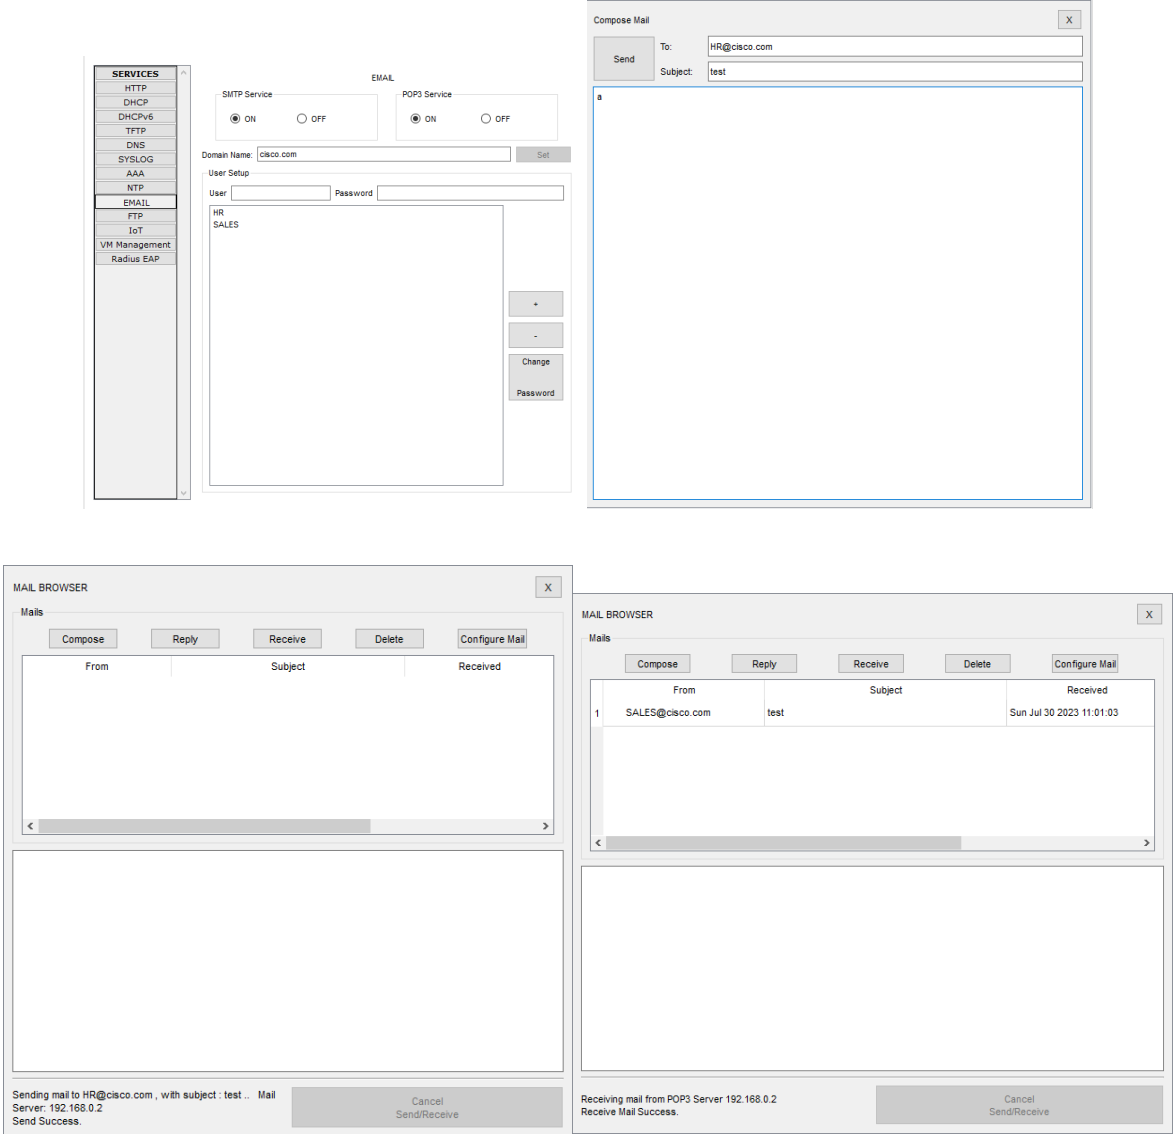 SERVICES
HTTP
DHCP
DHCPv6
TFTP
DNS
SYSLOG
AAA
NTP
EMAIL
FTP
IoT
VM Management
Radius EAP
EMAIL
SMTP Service
ON OFF
POP3 Service
ON OFF
Domain Name: cisco.com Set
User Setup
User Password
HR
SALES
+
-
Change
Password
Compose Mail X
Send
To: HR@cisco.com
Subject: test
a
MAIL BROWSER X
Mails
Compose Reply Receive Delete Configure Mail
From Subject Received
Sending mail to HR@cisco.com , with subject : test .. Mail
Server: 192.168.0.2
Send Success.
Cancel
Send/Receive
MAIL BROWSER X
Mails
Compose Reply Receive Delete Configure Mail
From Subject Received
1 SALES@cisco.com test Sun Jul 30 2023 11:01:03
Receiving mail from POP3 Server 192.168.0.2
Receive Mail Success.
Cancel
Send/Receive